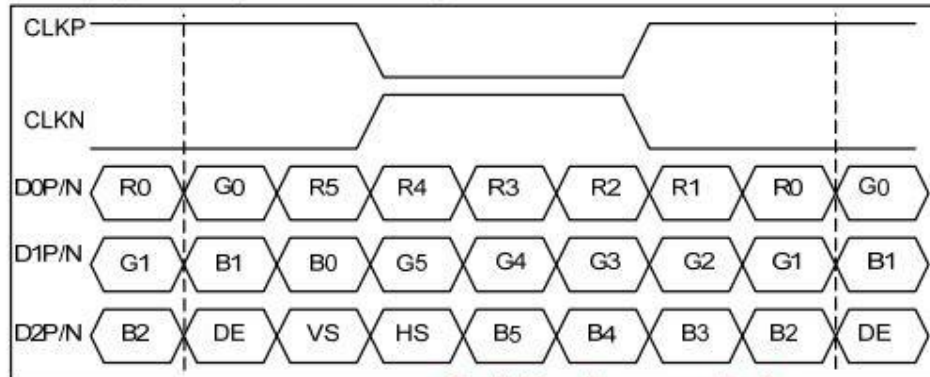 CLKP
CLKN
D0P/N R0 G0 R5 R4 R3 R2 R1 R0 G0
D1P/N G1 B1 B0 G5 G4 G3 G2 G1 B1
D2P/N B2 DE VS HS B5 B4 B3 B2 DE